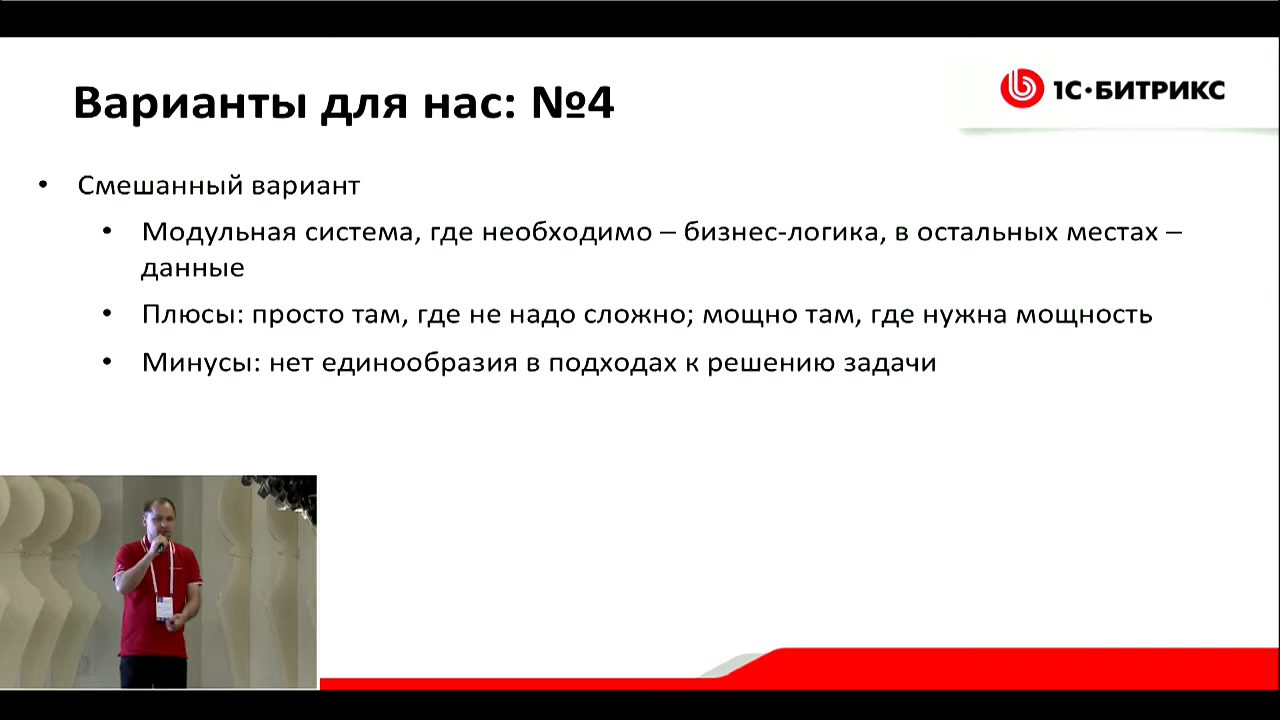 Варианты для нас: №4
1С·БИТРИКС
• Смешанный вариант
• Модульная система, где необходимо – бизнес-логика, в остальных местах –
данные
• Плюсы: просто там, где не надо сложно; мощно там, где нужна мощность
• Минусы: нет единообразия в подходах к решению задачи